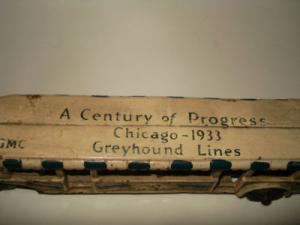 A Century of Progress
Chicago-1933
GMC
Greyhound Lines